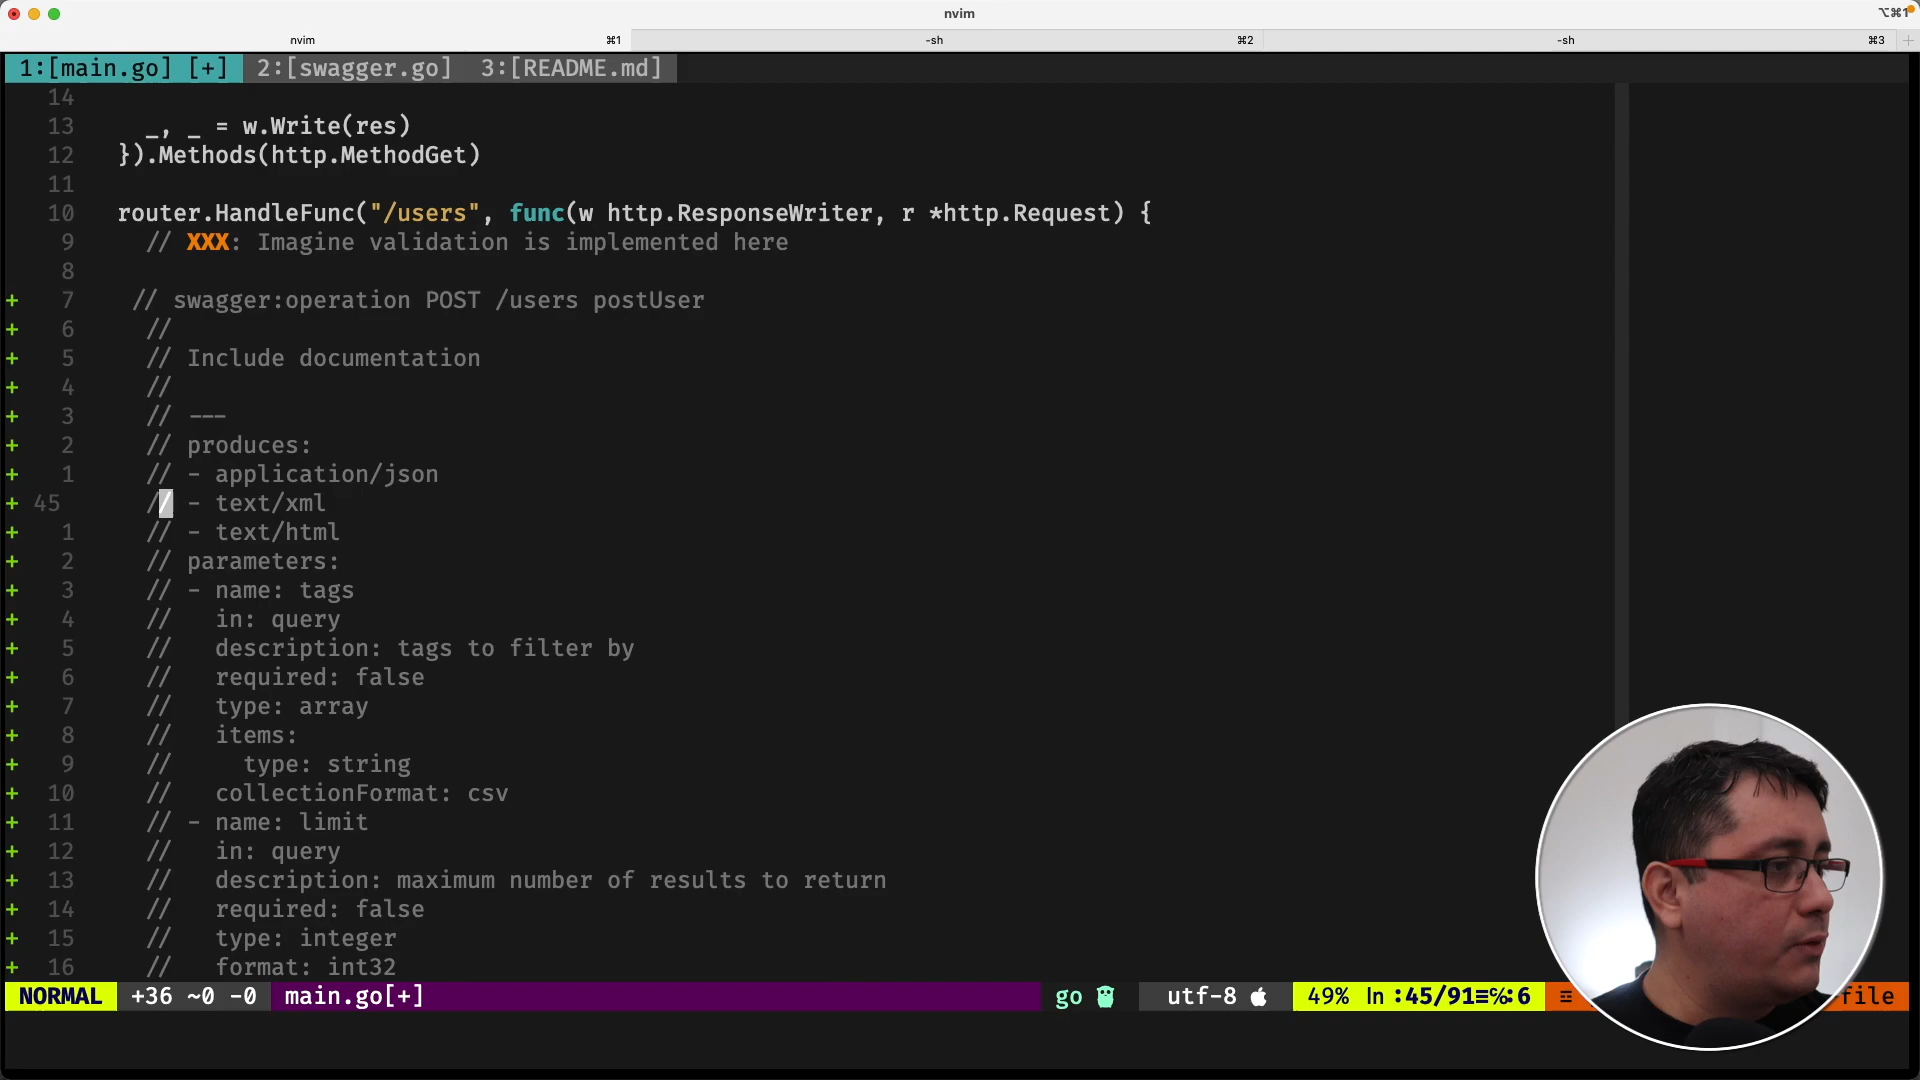 nvim
⌥⌘1
nvim ⌘1 -sh ⌘2 -sh ⌘3
1:[main.go] [+] 2:[swagger.go] 3:[README.md]
14
13 _, _ = w.Write(res)
12 }).Methods(http.MethodGet)
11
10 router.HandleFunc("/users", func(w http.ResponseWriter, r *http.Request) {
9 // XXX: Imagine validation is implemented here
8
+ 7 // swagger:operation POST /users postUser
+ 6 //
+ 5 // Include documentation
+ 4 //
+ 3 // ---
+ 2 // produces:
+ 1 // - application/json
+ 45 // - text/xml
+ 1 // - text/html
+ 2 // parameters:
+ 3 // - name: tags
+ 4 //   in: query
+ 5 //   description: tags to filter by
+ 6 //   required: false
+ 7 //   type: array
+ 8 //   items:
+ 9 //     type: string
+ 10 //   collectionFormat: csv
+ 11 // - name: limit
+ 12 //   in: query
+ 13 //   description: maximum number of results to return
+ 14 //   required: false
+ 15 //   type: integer
+ 16 //   format: int32
NORMAL +36 ~0 -0 main.go[+] go utf-8 49% ln :45/91≡℅:6 file